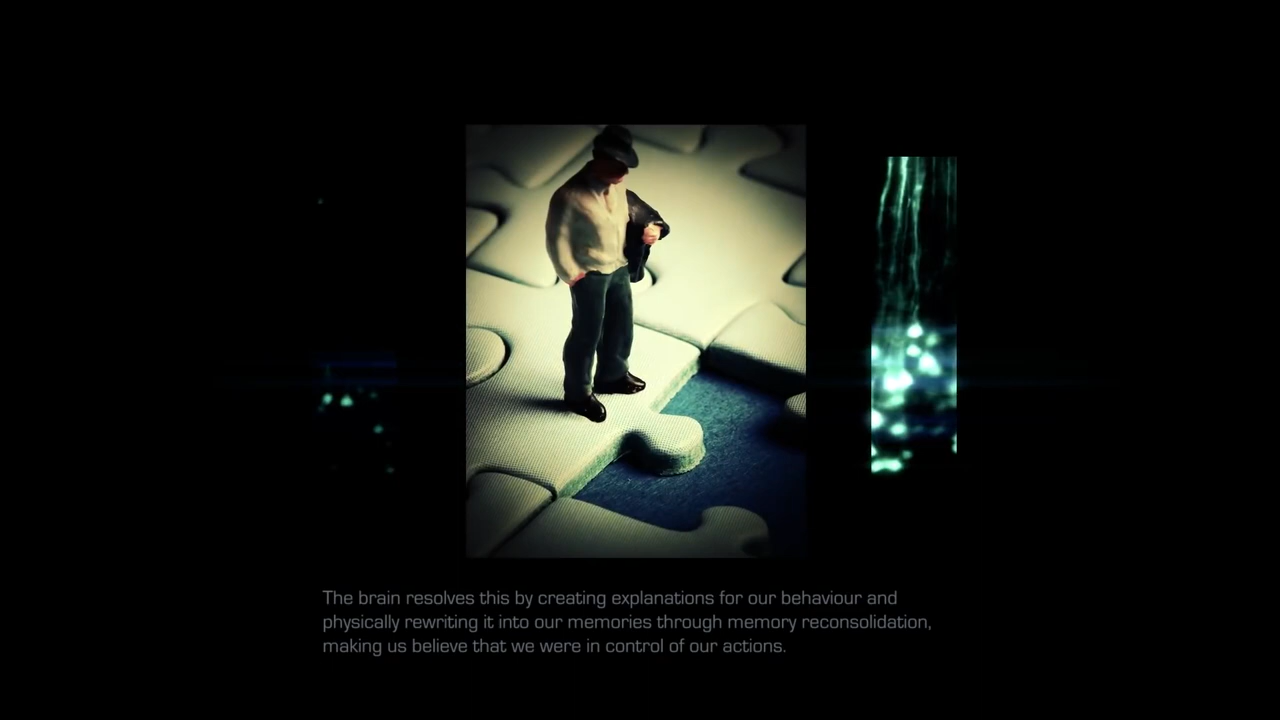 The brain resolves this by creating explanations for our behaviour and
physically rewriting it into our memories through memory reconsolidation,
making us believe that we were in control of our actions.